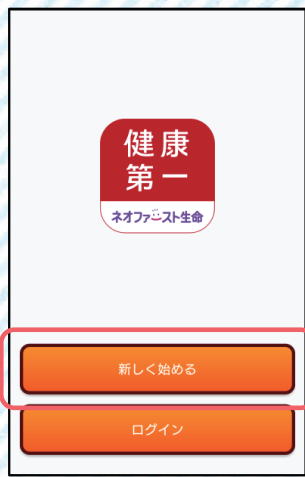 健康
第一
ネオファースト生命
新しく始める
ログイン